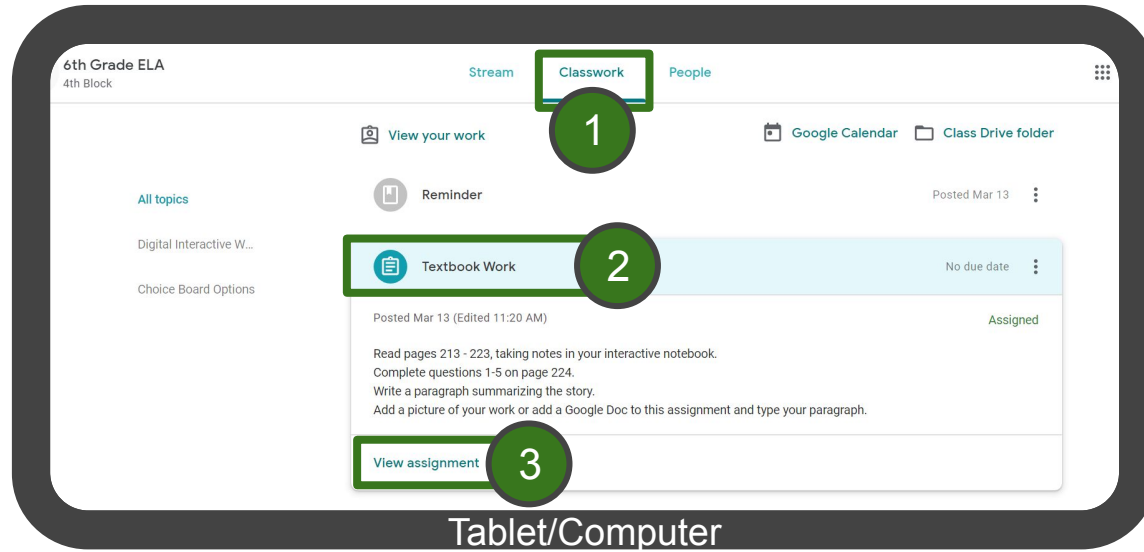 6th Grade ELA
4th Block
Stream Classwork People
1
View your work
Google Calendar Class Drive folder
All topics
Digital Interactive W...
Choice Board Options
Reminder Posted Mar 13
Textbook Work 2 No due date
Posted Mar 13 (Edited 11:20 AM) Assigned
Read pages 213 - 223, taking notes in your interactive notebook.
Complete questions 1-5 on page 224.
Write a paragraph summarizing the story.
Add a picture of your work or add a Google Doc to this assignment and type your paragraph.
View assignment 3
Tablet/Computer